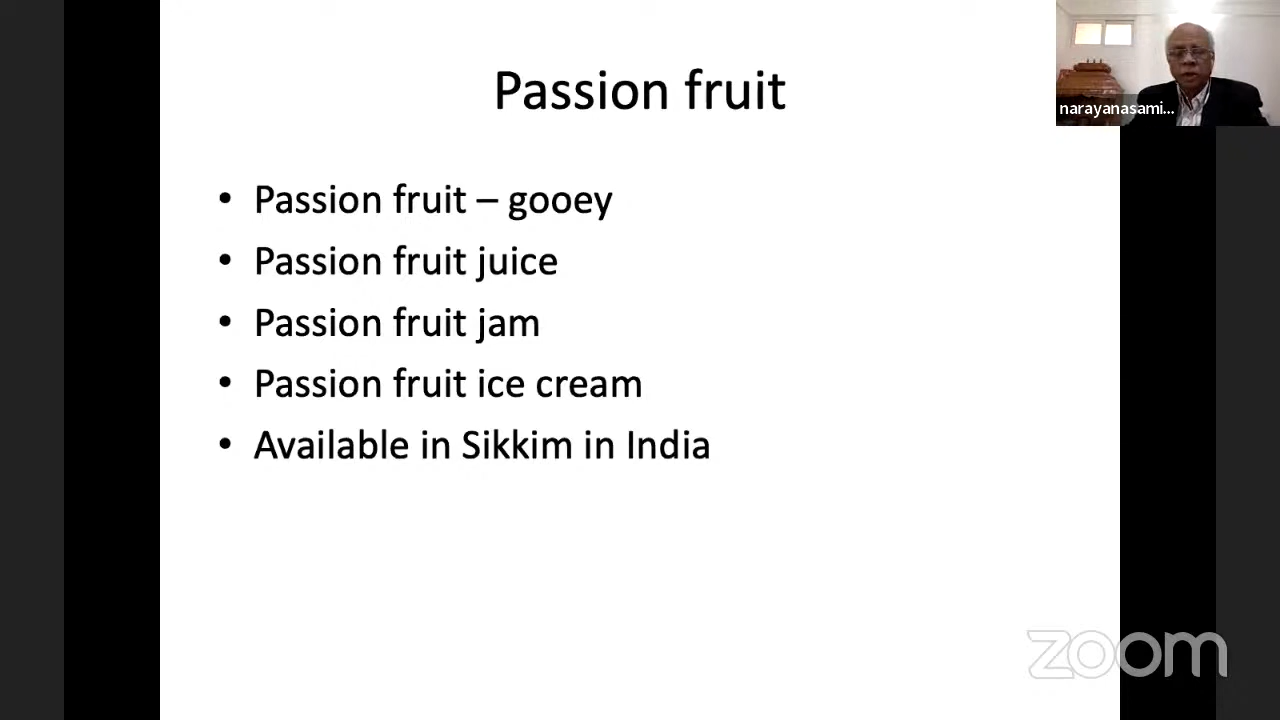 Passion fruit
narayanasami...
• Passion fruit – gooey
• Passion fruit juice
• Passion fruit jam
• Passion fruit ice cream
• Available in Sikkim in India
zoom